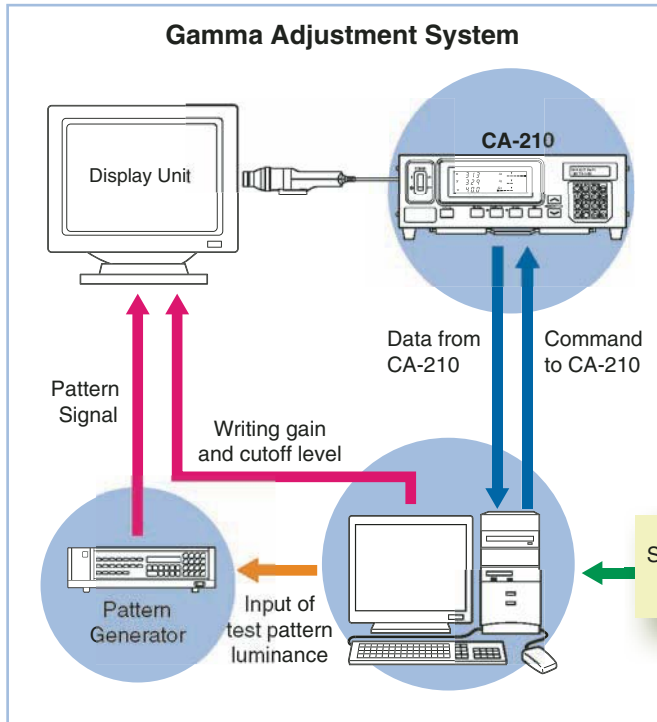 Gamma Adjustment System
Display Unit
CA-210
Data from
CA-210
Command
to CA-210
Pattern
Signal
Writing gain
and cutoff level
Pattern
Generator
Input of
test pattern
luminance